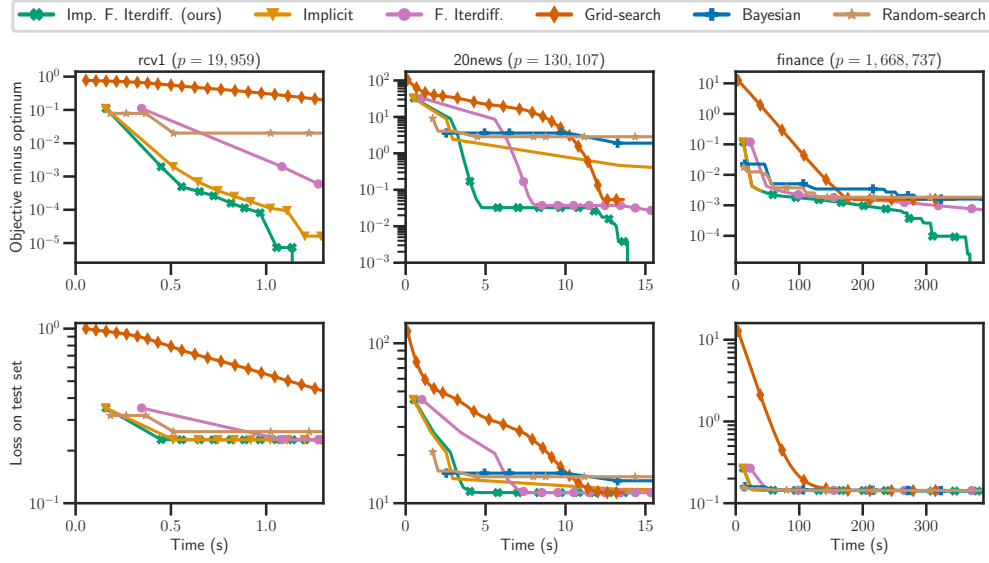 Imp. F. Iterdiff. (ours) Implicit F. Iterdiff. Grid-search Bayesian Random-search
rcv1 (p = 19,959) 20news (p = 130,107) finance (p = 1,668,737)
Objective minus optimum
10^0
10^-1
10^-2
10^-3
10^-4
10^-5
0.0 0.5 1.0
10^2
10^1
10^0
10^-1
10^-2
10^-3
0 5 10 15
10^1
10^0
10^-1
10^-2
10^-3
10^-4
0 100 200 300
Loss on test set
10^0
10^-1
0.0 0.5 1.0
Time (s)
10^2
10^1
0 5 10 15
Time (s)
10^1
10^0
10^-1
0 100 200 300
Time (s)